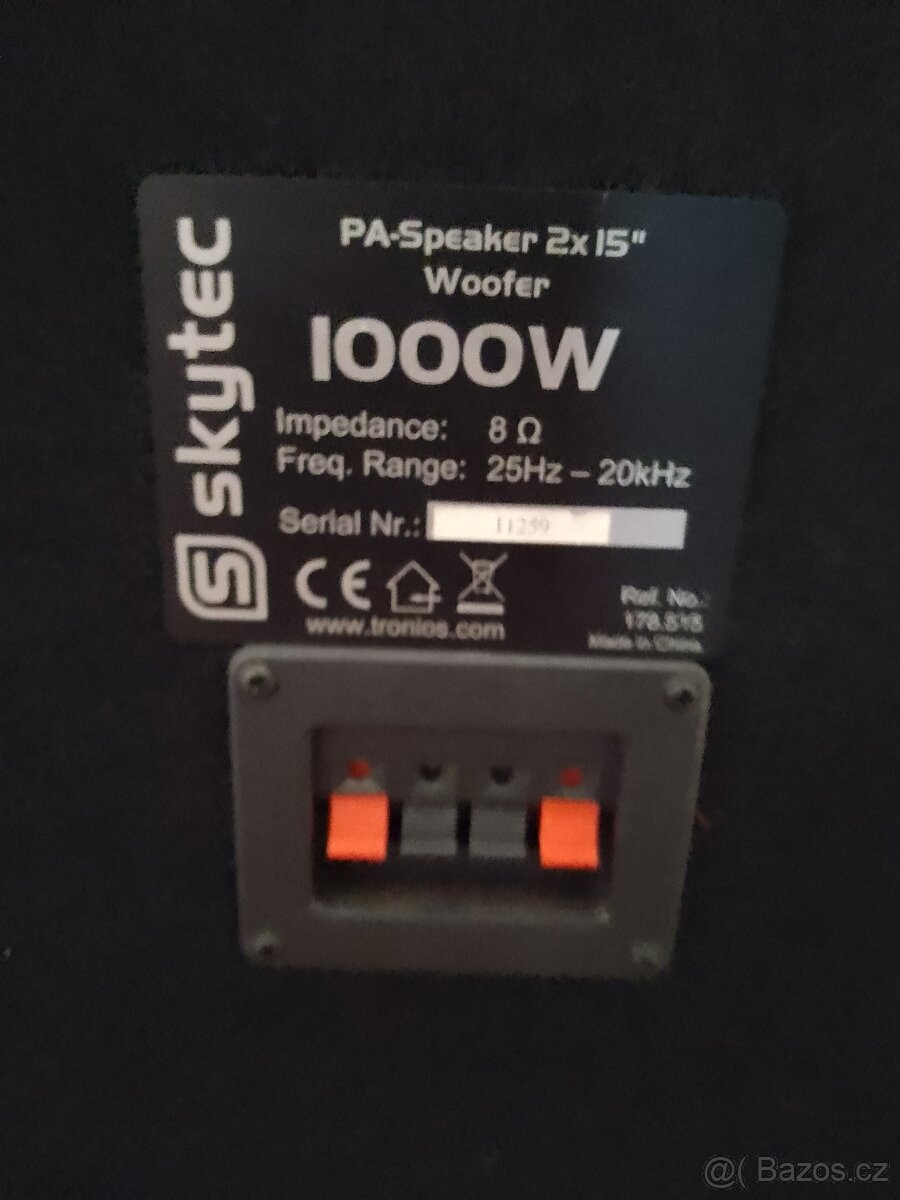 skytec
PA-Speaker 2x15"
Woofer
1000W
Impedance: 8 Ω
Freq. Range: 25Hz – 20kHz
Serial Nr.: 11259
CE
www.tronios.com
Ref. No.:
Made in China
@( Bazos.cz